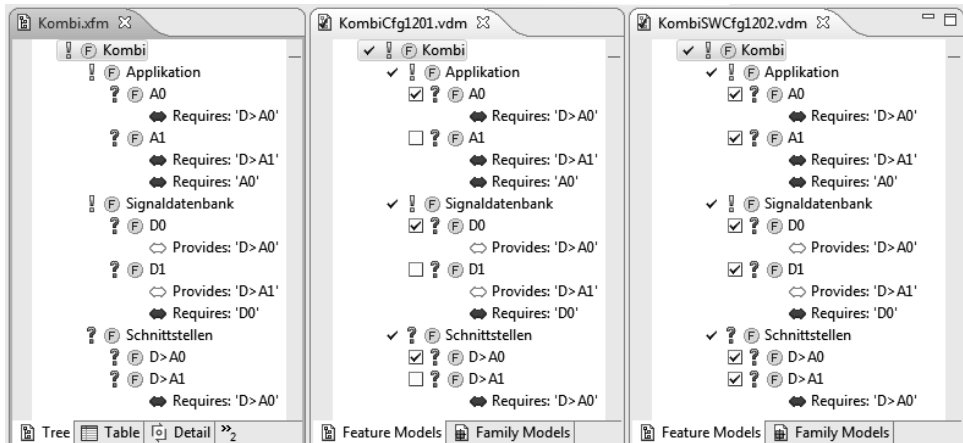 Kombi.xfm
! F Kombi
! F Applikation
? F A0
Requires: 'D>A0'
? F A1
Requires: 'D>A1'
Requires: 'A0'
! F Signaldatenbank
? F D0
Provides: 'D>A0'
? F D1
Provides: 'D>A1'
Requires: 'D0'
? F Schnittstellen
? F D>A0
? F D>A1
Requires: 'D>A0'
Tree Table Detail »2
KombiCfg1201.vdm
! F Kombi
! F Applikation
? F A0
Requires: 'D>A0'
? F A1
Requires: 'D>A1'
Requires: 'A0'
! F Signaldatenbank
? F D0
Provides: 'D>A0'
? F D1
Provides: 'D>A1'
Requires: 'D0'
? F Schnittstellen
? F D>A0
? F D>A1
Requires: 'D>A0'
Feature Models Family Models
KombiSWCfg1202.vdm
! F Kombi
! F Applikation
? F A0
Requires: 'D>A0'
? F A1
Requires: 'D>A1'
Requires: 'A0'
! F Signaldatenbank
? F D0
Provides: 'D>A0'
? F D1
Provides: 'D>A1'
Requires: 'D0'
? F Schnittstellen
? F D>A0
? F D>A1
Requires: 'D>A0'
Feature Models Family Models